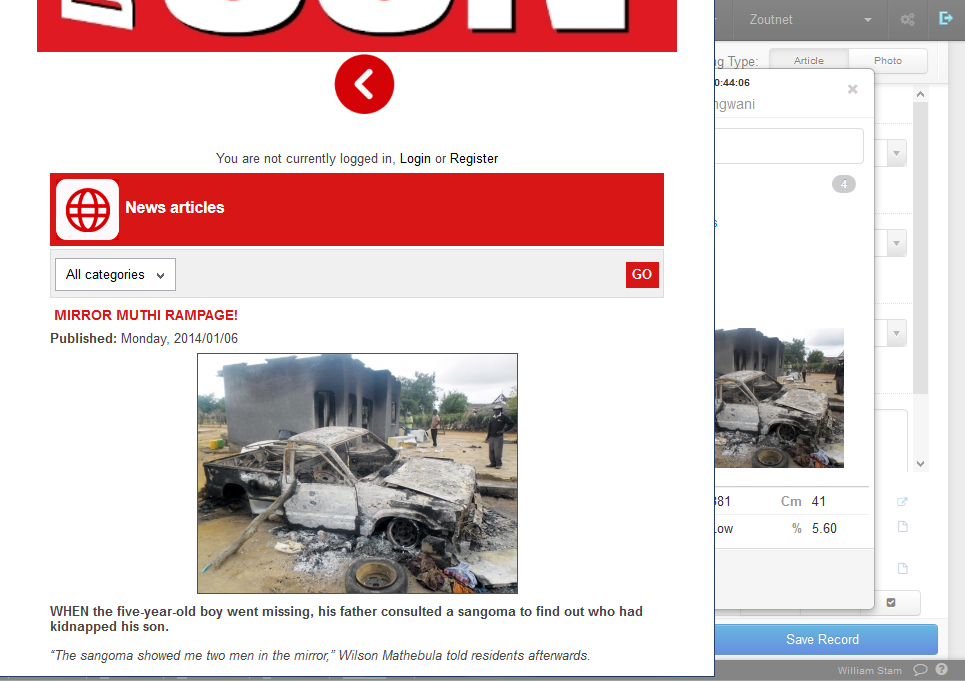 SUN
You are not currently logged in, Login or Register
News articles
All categories
GO
MIRROR MUTHI RAMPAGE!
Published: Monday, 2014/01/06
WHEN the five-year-old boy went missing, his father consulted a sangoma to find out who had
kidnapped his son.
“The sangoma showed me two men in the mirror,” Wilson Mathebula told residents afterwards.
Zoutnet
ng Type:
Article
Photo
0:44:06
ngwani
4
s
381
Cm
41
Low
%
5.60
Save Record
William Stam